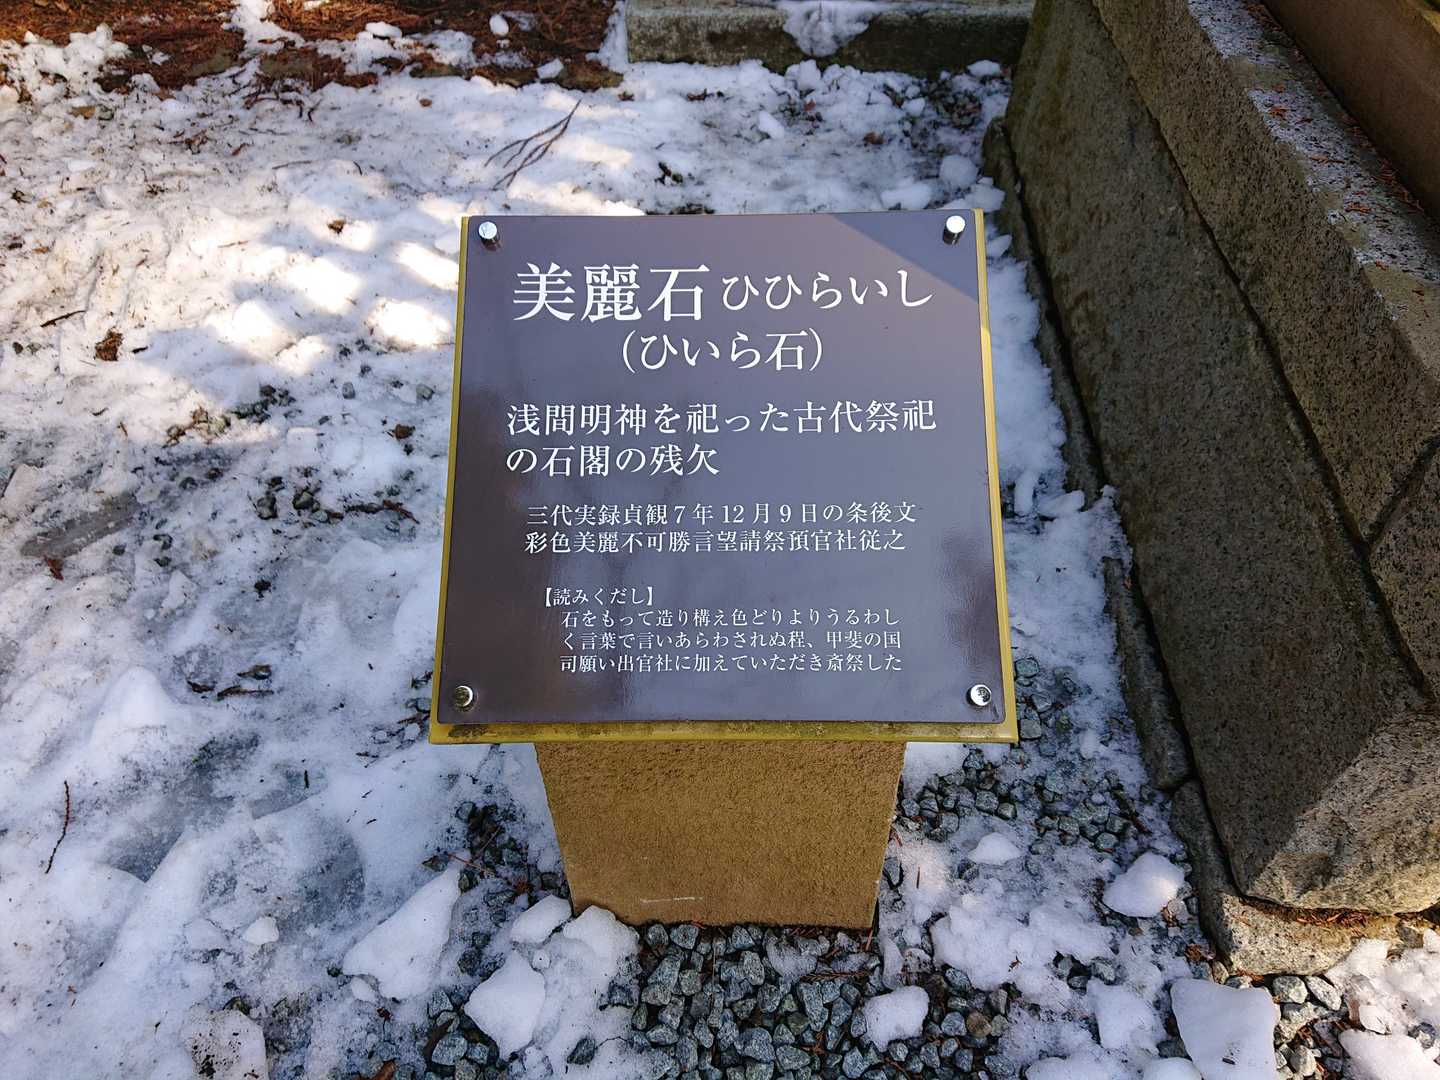 美麗石 ひひらいし
(ひいら石)
浅間明神を祀った古代祭祀
の石閣の残欠
三代実録貞観7年12月9日の条後文
彩色美麗不可勝言望請祭預官社従之
【読みくだし】
石をもって造り構え色どりよりうるわし
く言葉で言いあらわされぬ程、甲斐の国
司願い出官社に加えていただき斎祭した